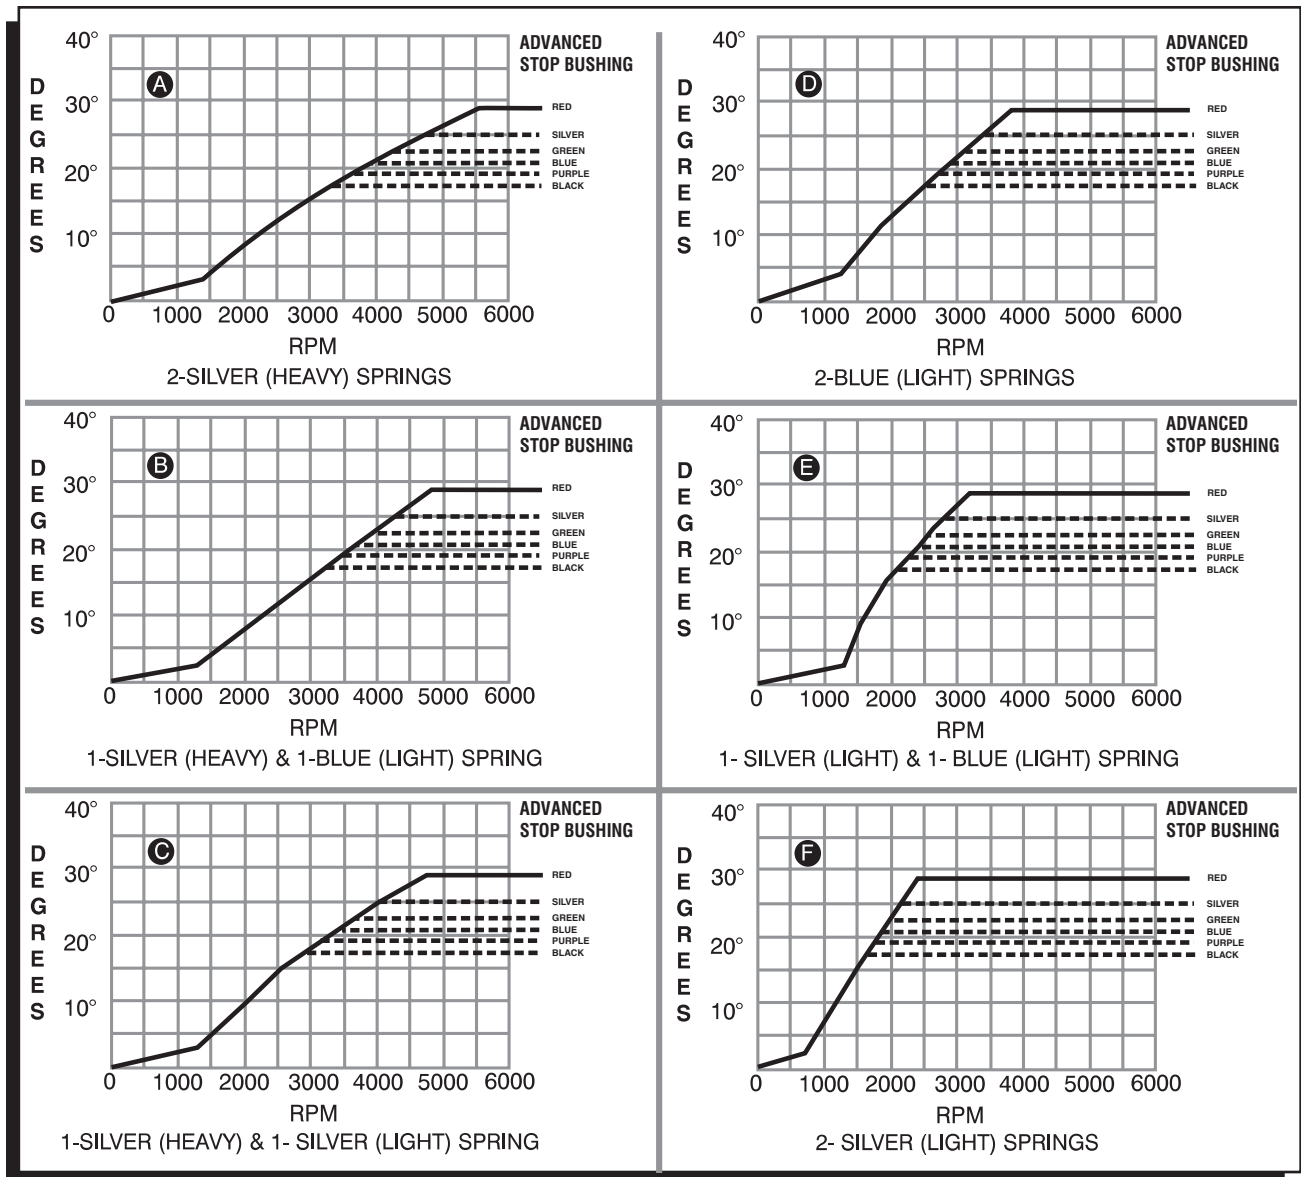 ADVANCED
STOP BUSHING
A
DEGREES
40°
30°
20°
10°
RED
SILVER
GREEN
BLUE
PURPLE
BLACK
0 1000 2000 3000 4000 5000 6000
RPM
2-SILVER (HEAVY) SPRINGS
ADVANCED
STOP BUSHING
D
DEGREES
40°
30°
20°
10°
RED
SILVER
GREEN
BLUE
PURPLE
BLACK
0 1000 2000 3000 4000 5000 6000
RPM
2-BLUE (LIGHT) SPRINGS
ADVANCED
STOP BUSHING
B
DEGREES
40°
30°
20°
10°
RED
SILVER
GREEN
BLUE
PURPLE
BLACK
0 1000 2000 3000 4000 5000 6000
RPM
1-SILVER (HEAVY) & 1-BLUE (LIGHT) SPRING
ADVANCED
STOP BUSHING
E
DEGREES
40°
30°
20°
10°
RED
SILVER
GREEN
BLUE
PURPLE
BLACK
0 1000 2000 3000 4000 5000 6000
RPM
1- SILVER (LIGHT) & 1- BLUE (LIGHT) SPRING
ADVANCED
STOP BUSHING
C
DEGREES
40°
30°
20°
10°
RED
SILVER
GREEN
BLUE
PURPLE
BLACK
0 1000 2000 3000 4000 5000 6000
RPM
1-SILVER (HEAVY) & 1- SILVER (LIGHT) SPRING
ADVANCED
STOP BUSHING
F
DEGREES
40°
30°
20°
10°
RED
SILVER
GREEN
BLUE
PURPLE
BLACK
0 1000 2000 3000 4000 5000 6000
RPM
2- SILVER (LIGHT) SPRINGS